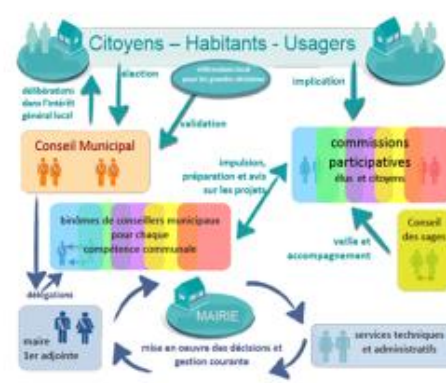 Citoyens – Habitants - Usagers
délibérations
dans l'intérêt
général local
élection
référendum local
pour les grandes décisions
implication
validation
Conseil Municipal
commissions
participatives
élus et citoyens
impulsion,
préparation et avis
sur les projets
binômes de conseillers municipaux
pour chaque
compétence communale
Conseil
des sages
veille et
accompagnement
délégations
MAIRIE
maire
1er adjointe
mise en oeuvre des décisions et
gestion courante
services techniques
et administratifs